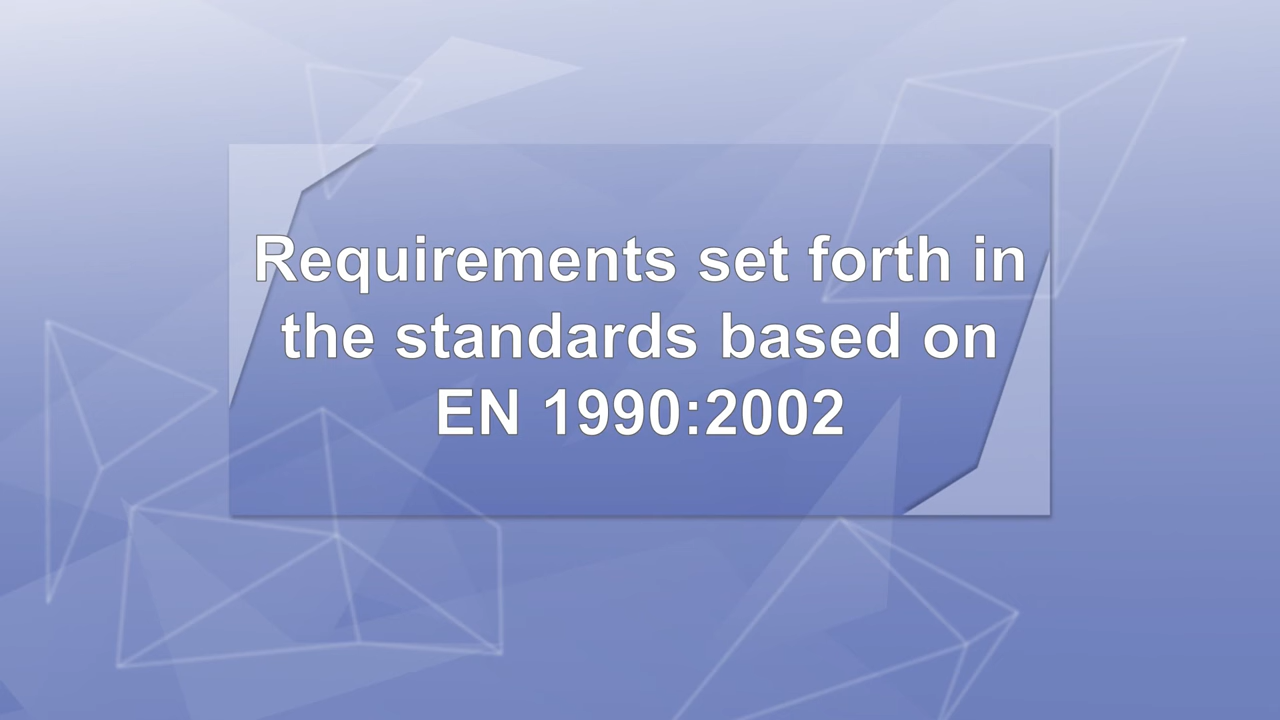 Requirements set forth in
the standards based on
EN 1990:2002